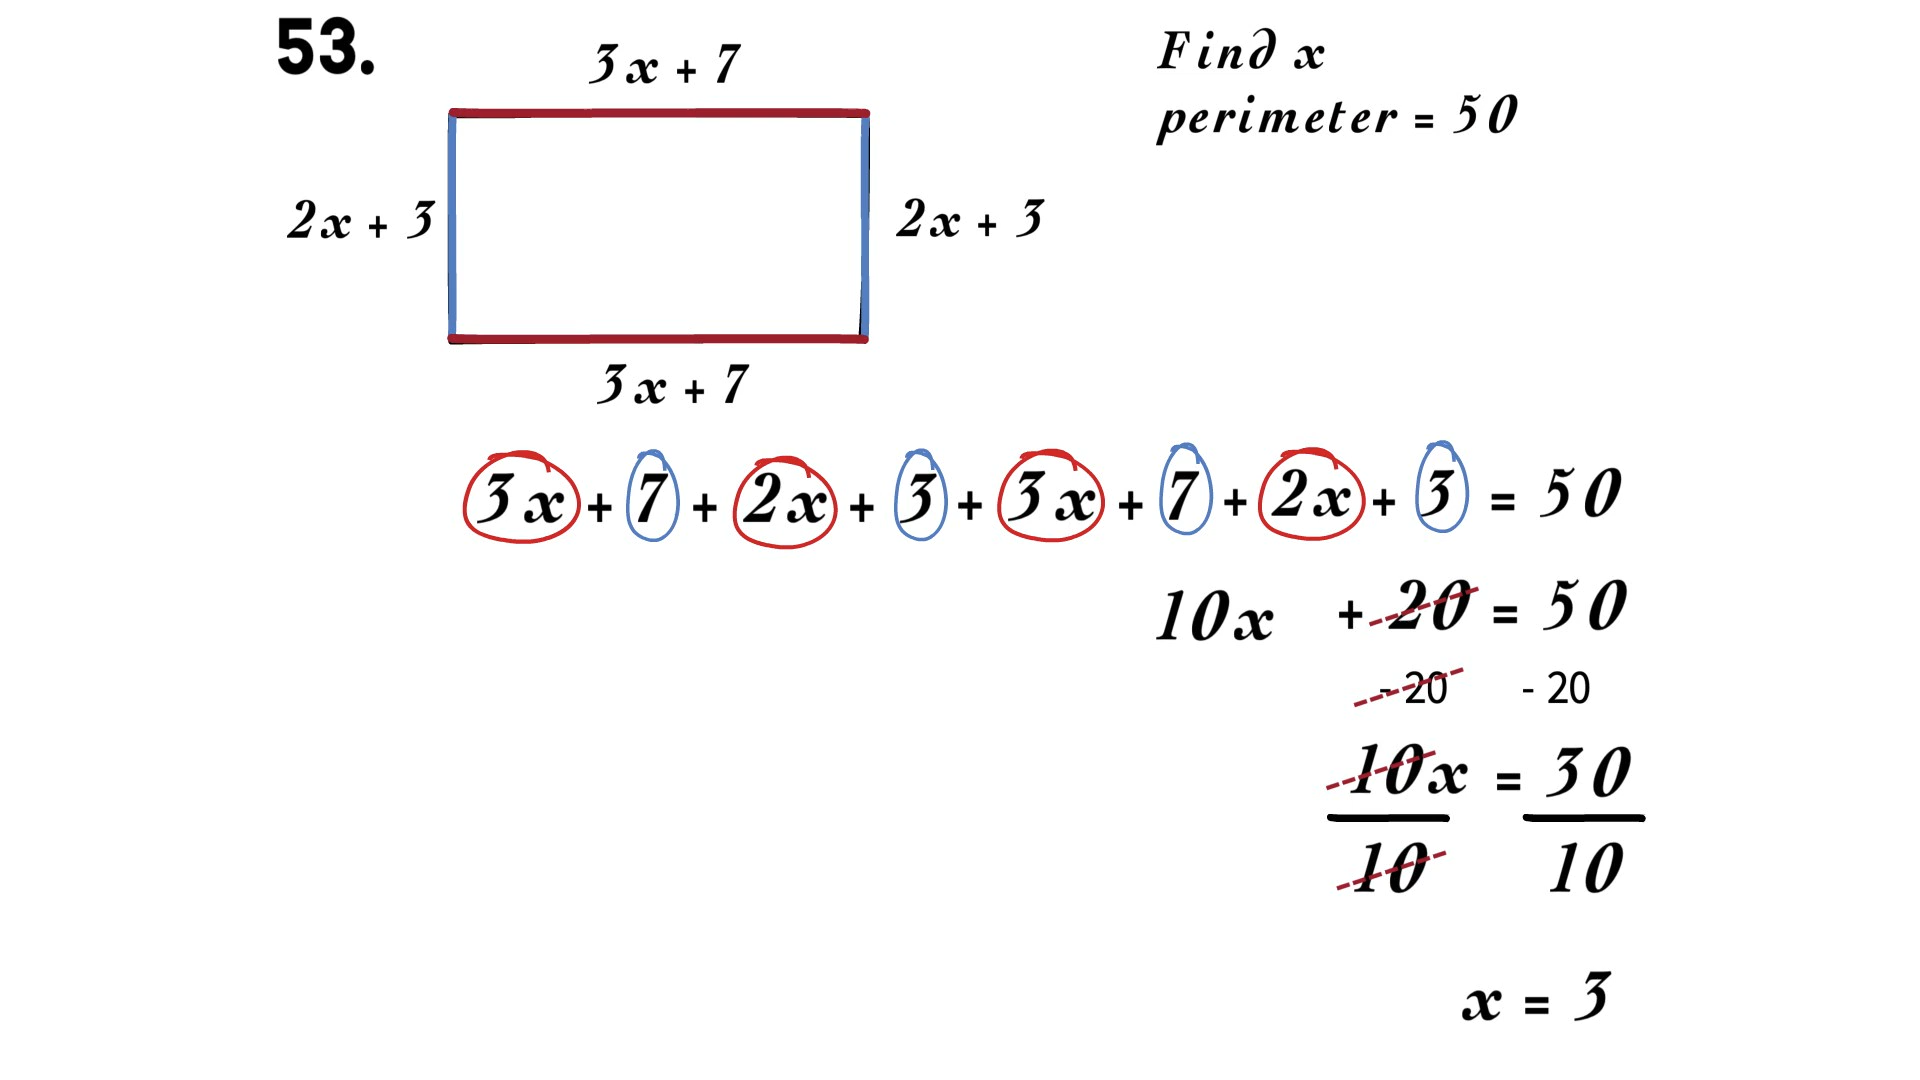 53.
3x + 7
Find x
perimeter = 50
2x + 3
2x + 3
3x + 7
3x + 7 + 2x + 3 + 3x + 7 + 2x + 3 = 50
10x + 20 = 50
- 20 - 20
10x = 30
10 10
x = 3